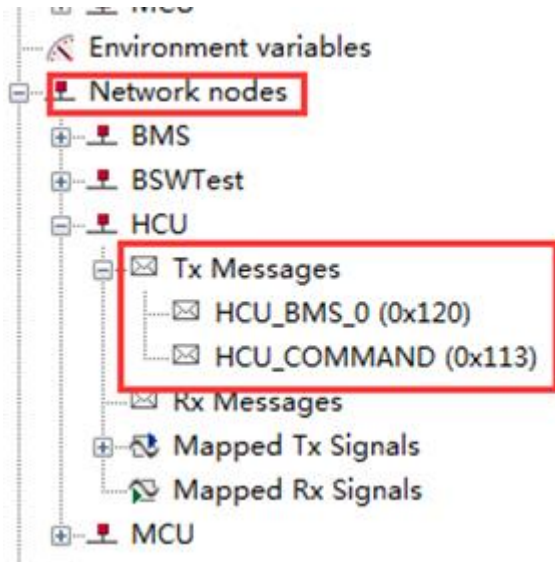 MCU
Environment variables
Network nodes
BMS
BSWTest
HCU
Tx Messages
HCU_BMS_0 (0x120)
HCU_COMMAND (0x113)
Rx Messages
Mapped Tx Signals
Mapped Rx Signals
MCU